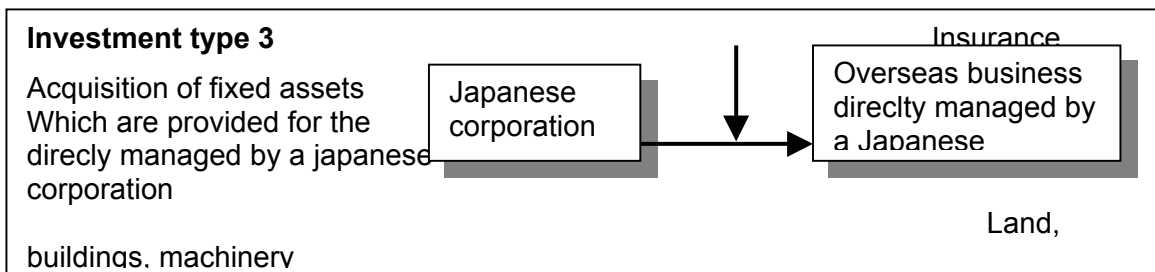 Investment type 3
Insurance
Acquisition of fixed assets
Which are provided for the
direcly managed by a japanese
corporation
Japanese
corporation
Overseas business
direclty managed by
a Japanese
Land,
buildings, machinery